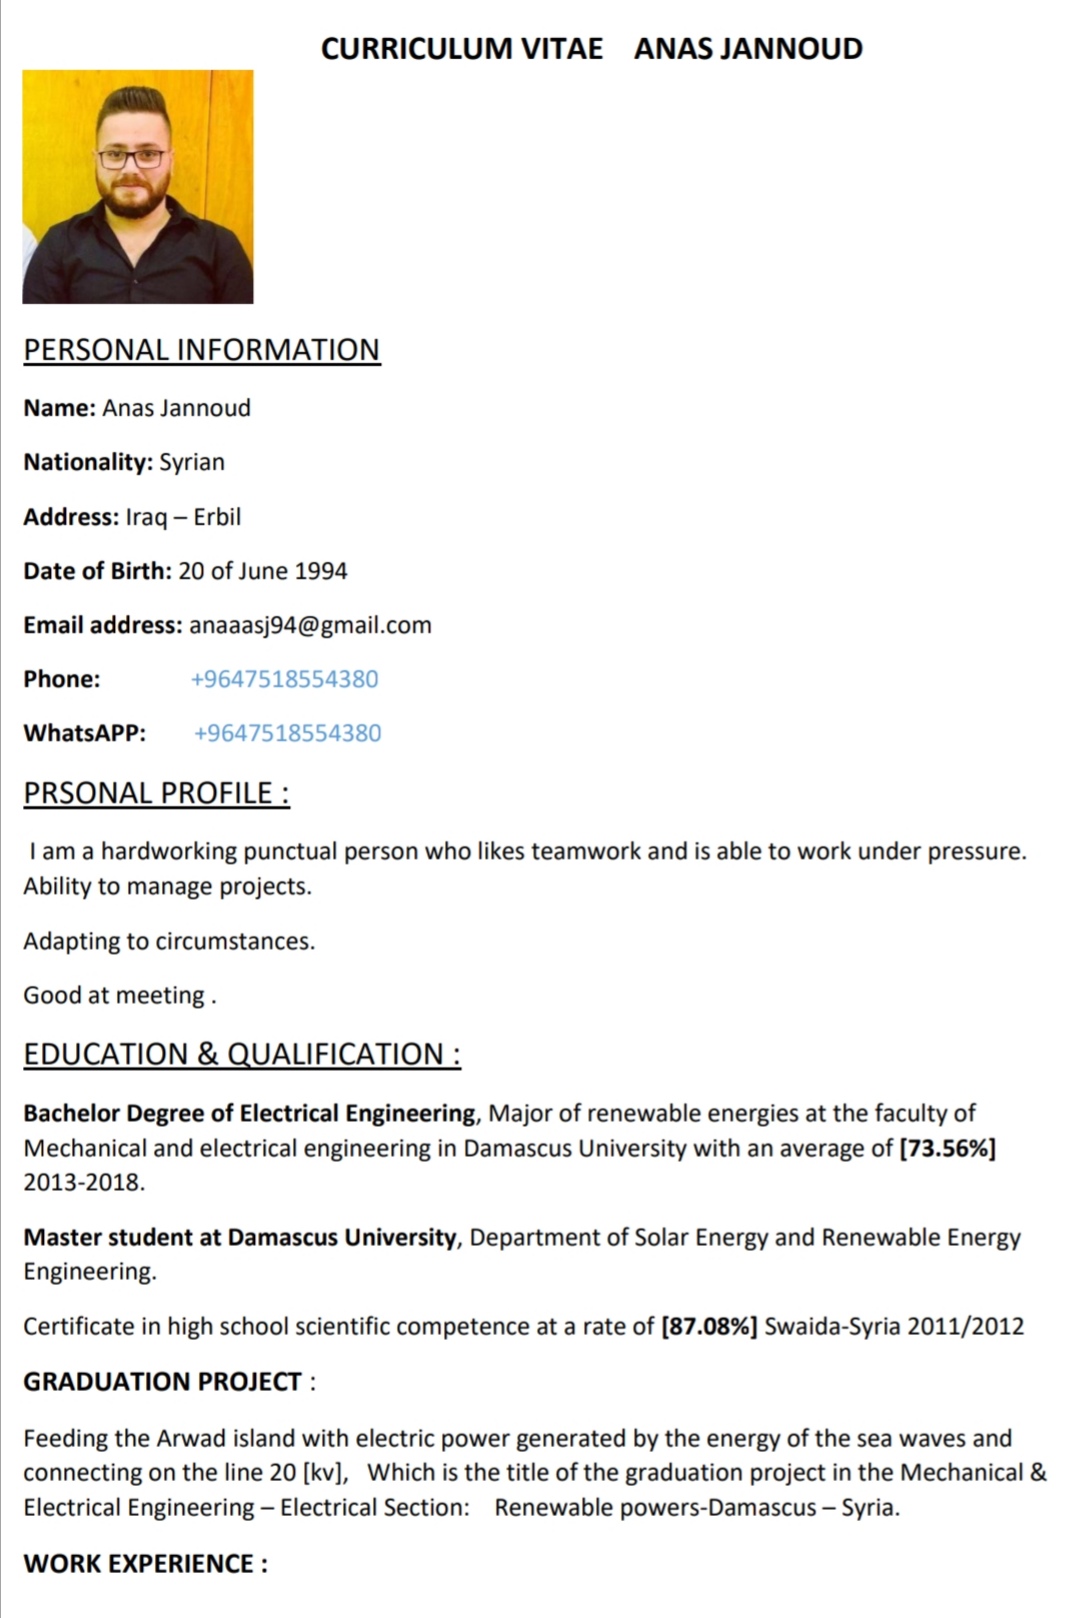 CURRICULUM VITAE ANAS JANNOUD
PERSONAL INFORMATION
Name: Anas Jannoud
Nationality: Syrian
Address: Iraq – Erbil
Date of Birth: 20 of June 1994
Email address: anaaasj94@gmail.com
Phone: +9647518554380
WhatsAPP: +9647518554380
PRSONAL PROFILE :
I am a hardworking punctual person who likes teamwork and is able to work under pressure.
Ability to manage projects.
Adapting to circumstances.
Good at meeting .
EDUCATION & QUALIFICATION :
Bachelor Degree of Electrical Engineering, Major of renewable energies at the faculty of
Mechanical and electrical engineering in Damascus University with an average of [73.56%]
2013-2018.
Master student at Damascus University, Department of Solar Energy and Renewable Energy
Engineering.
Certificate in high school scientific competence at a rate of [87.08%] Swaida-Syria 2011/2012
GRADUATION PROJECT :
Feeding the Arwad island with electric power generated by the energy of the sea waves and
connecting on the line 20 [kv], Which is the title of the graduation project in the Mechanical &
Electrical Engineering – Electrical Section: Renewable powers-Damascus – Syria.
WORK EXPERIENCE :